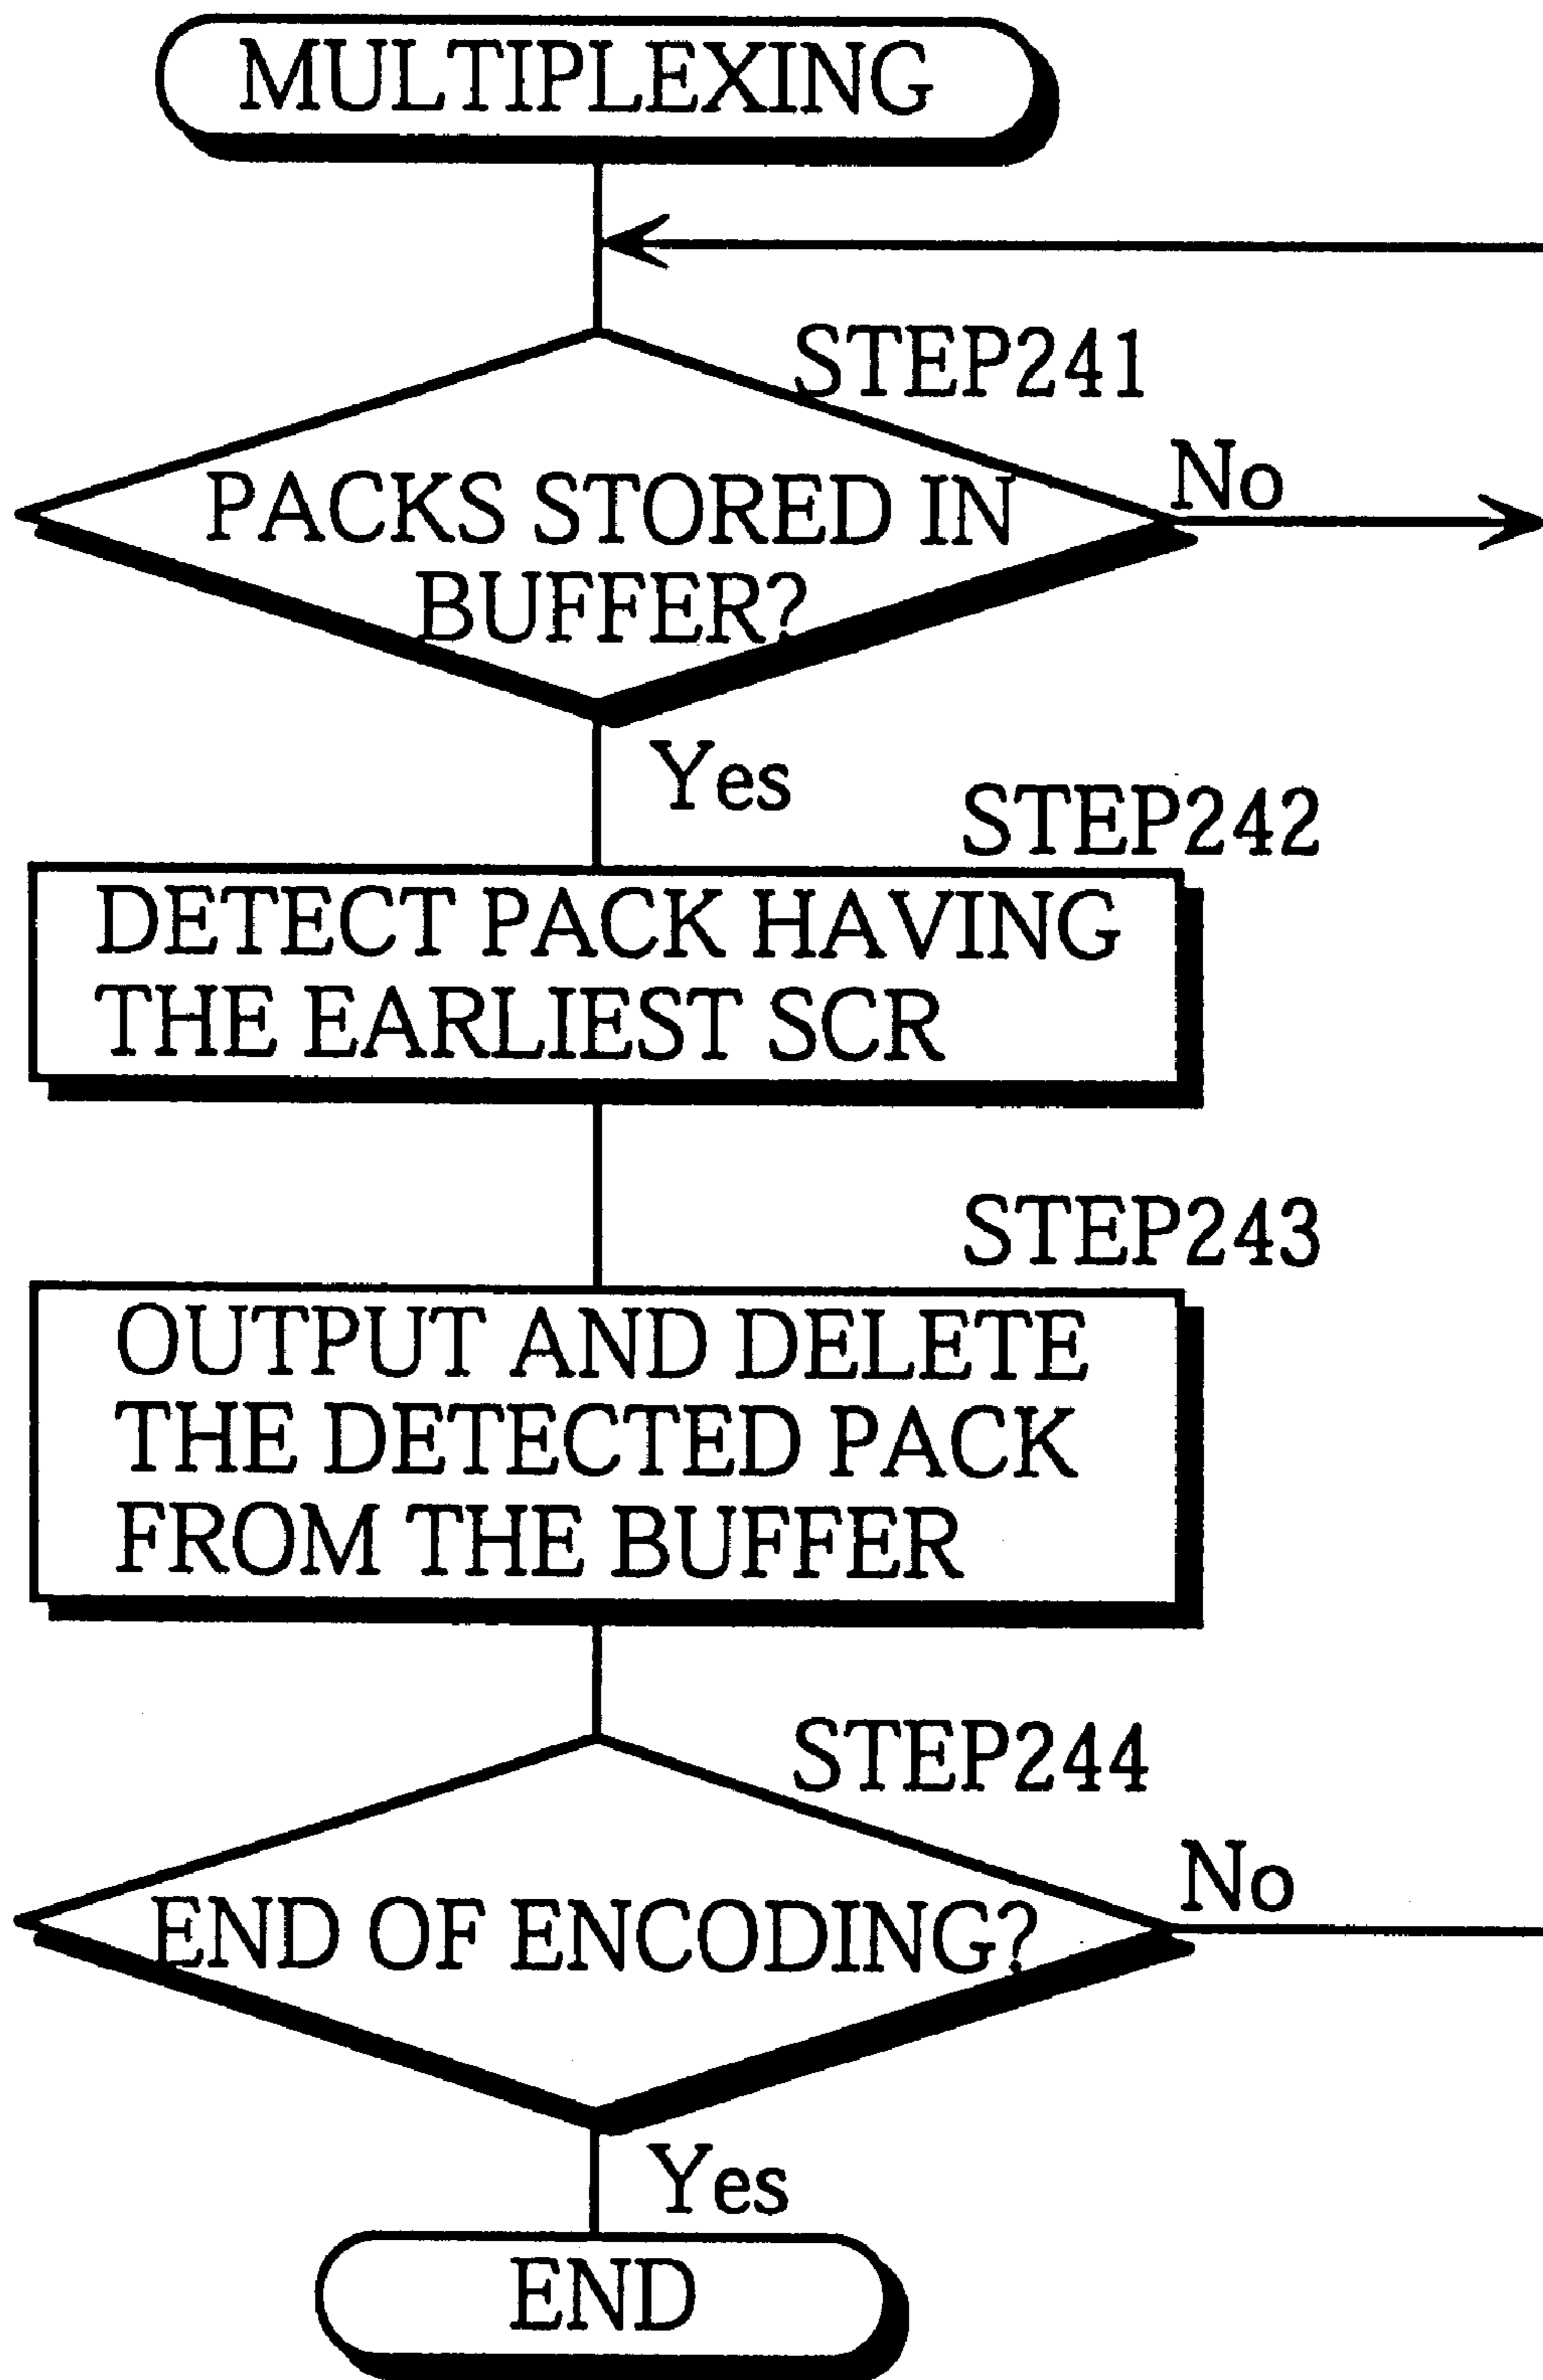 MULTIPLEXING
STEP241
PACKS STORED IN
BUFFER?
No
Yes
STEP242
DETECT PACK HAVING
THE EARLIEST SCR
STEP243
OUTPUT AND DELETE
THE DETECTED PACK
FROM THE BUFFER
STEP244
END OF ENCODING?
No
Yes
END